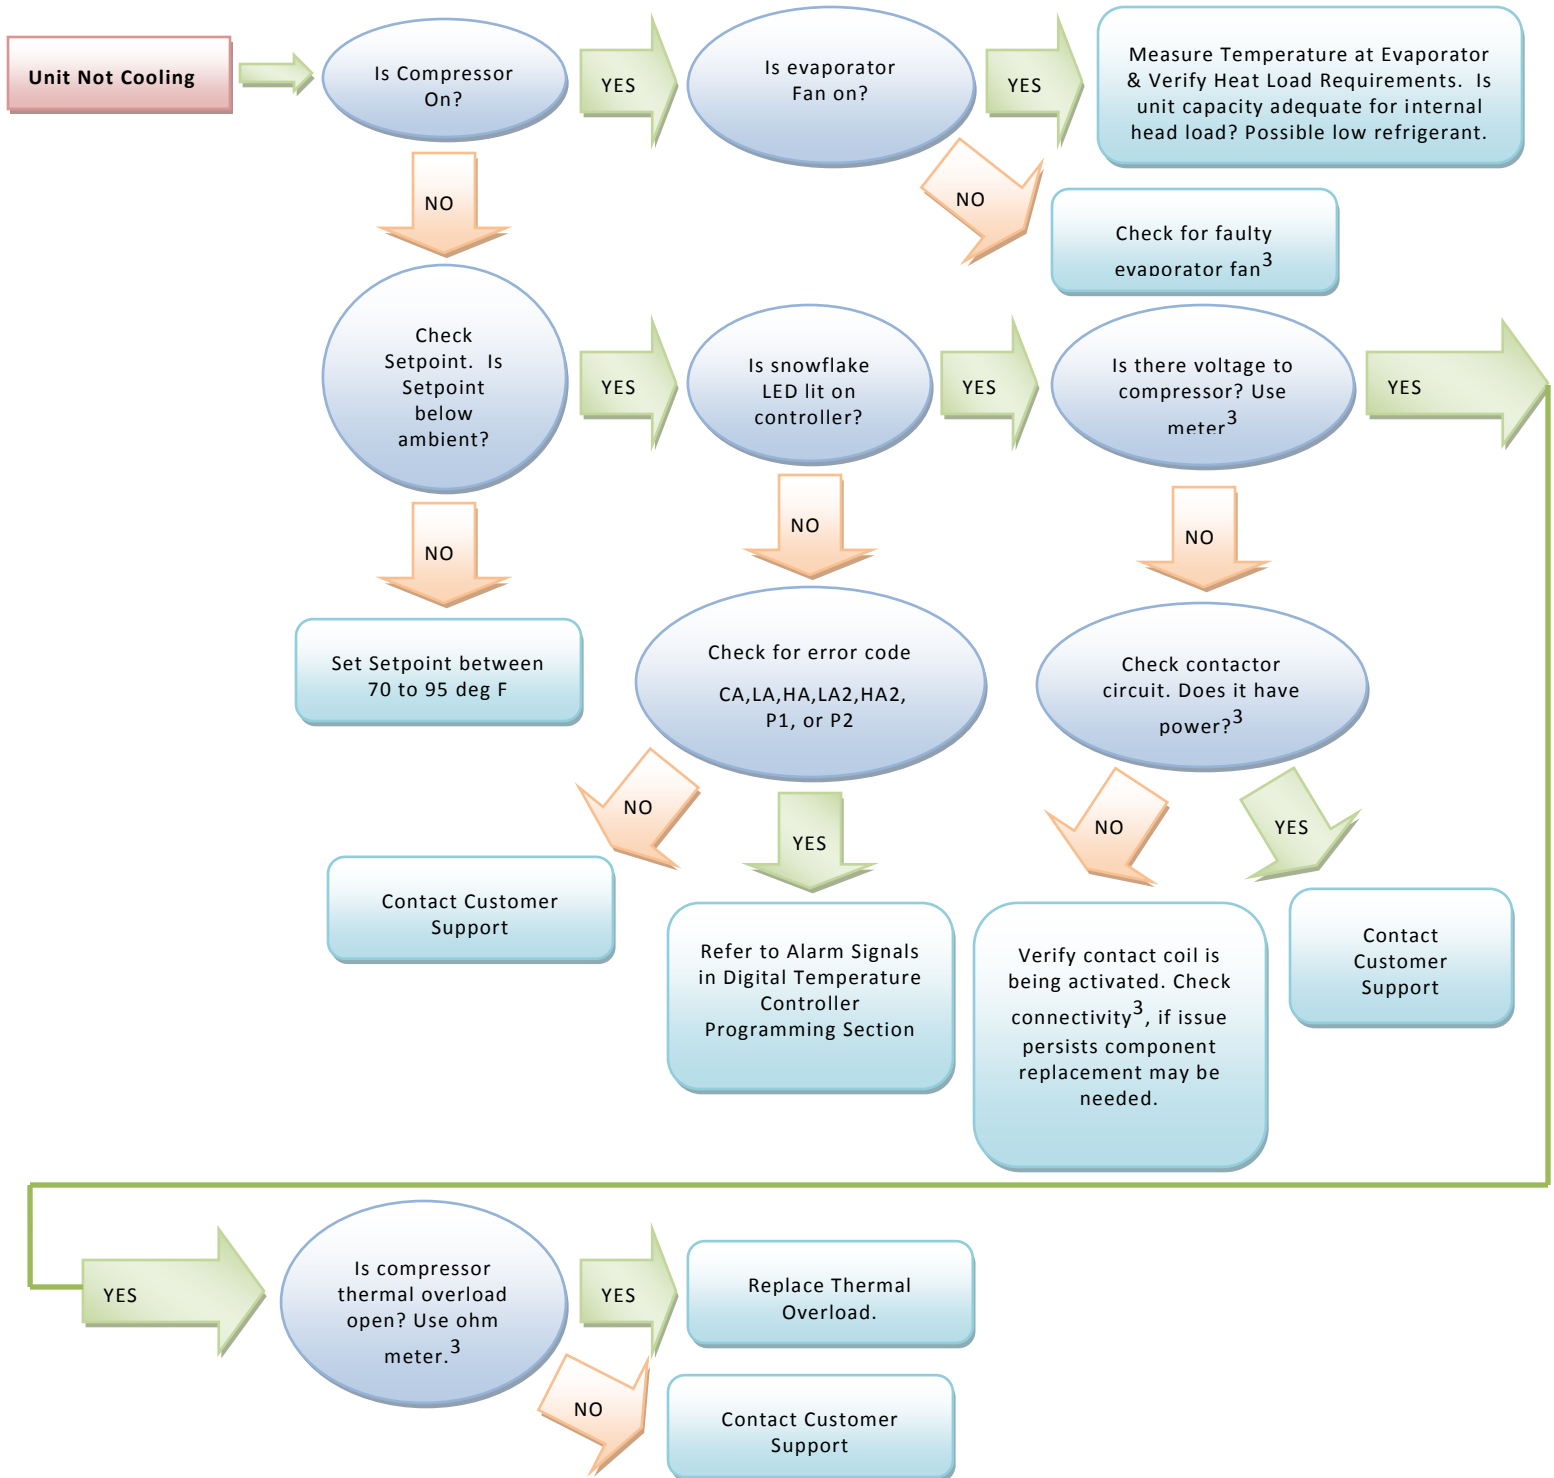 Unit Not Cooling
Is Compressor
On?
YES
Is evaporator
Fan on?
YES
Measure Temperature at Evaporator
& Verify Heat Load Requirements. Is
unit capacity adequate for internal
head load? Possible low refrigerant.
NO
NO
Check for faulty
evaporator fan3
Check
Setpoint. Is
Setpoint
below
ambient?
YES
Is snowflake
LED lit on
controller?
YES
Is there voltage to
compressor? Use
meter3
YES
NO
NO
NO
Set Setpoint between
70 to 95 deg F
Check for error code
CA,LA,HA,LA2,HA2,
P1, or P2
Check contactor
circuit. Does it have
power?3
NO
YES
NO
YES
Contact Customer
Support
Refer to Alarm Signals
in Digital Temperature
Controller
Programming Section
Verify contact coil is
being activated. Check
connectivity3, if issue
persists component
replacement may be
needed.
Contact
Customer
Support
YES
Is compressor
thermal overload
open? Use ohm
meter.3
YES
Replace Thermal
Overload.
NO
Contact Customer
Support